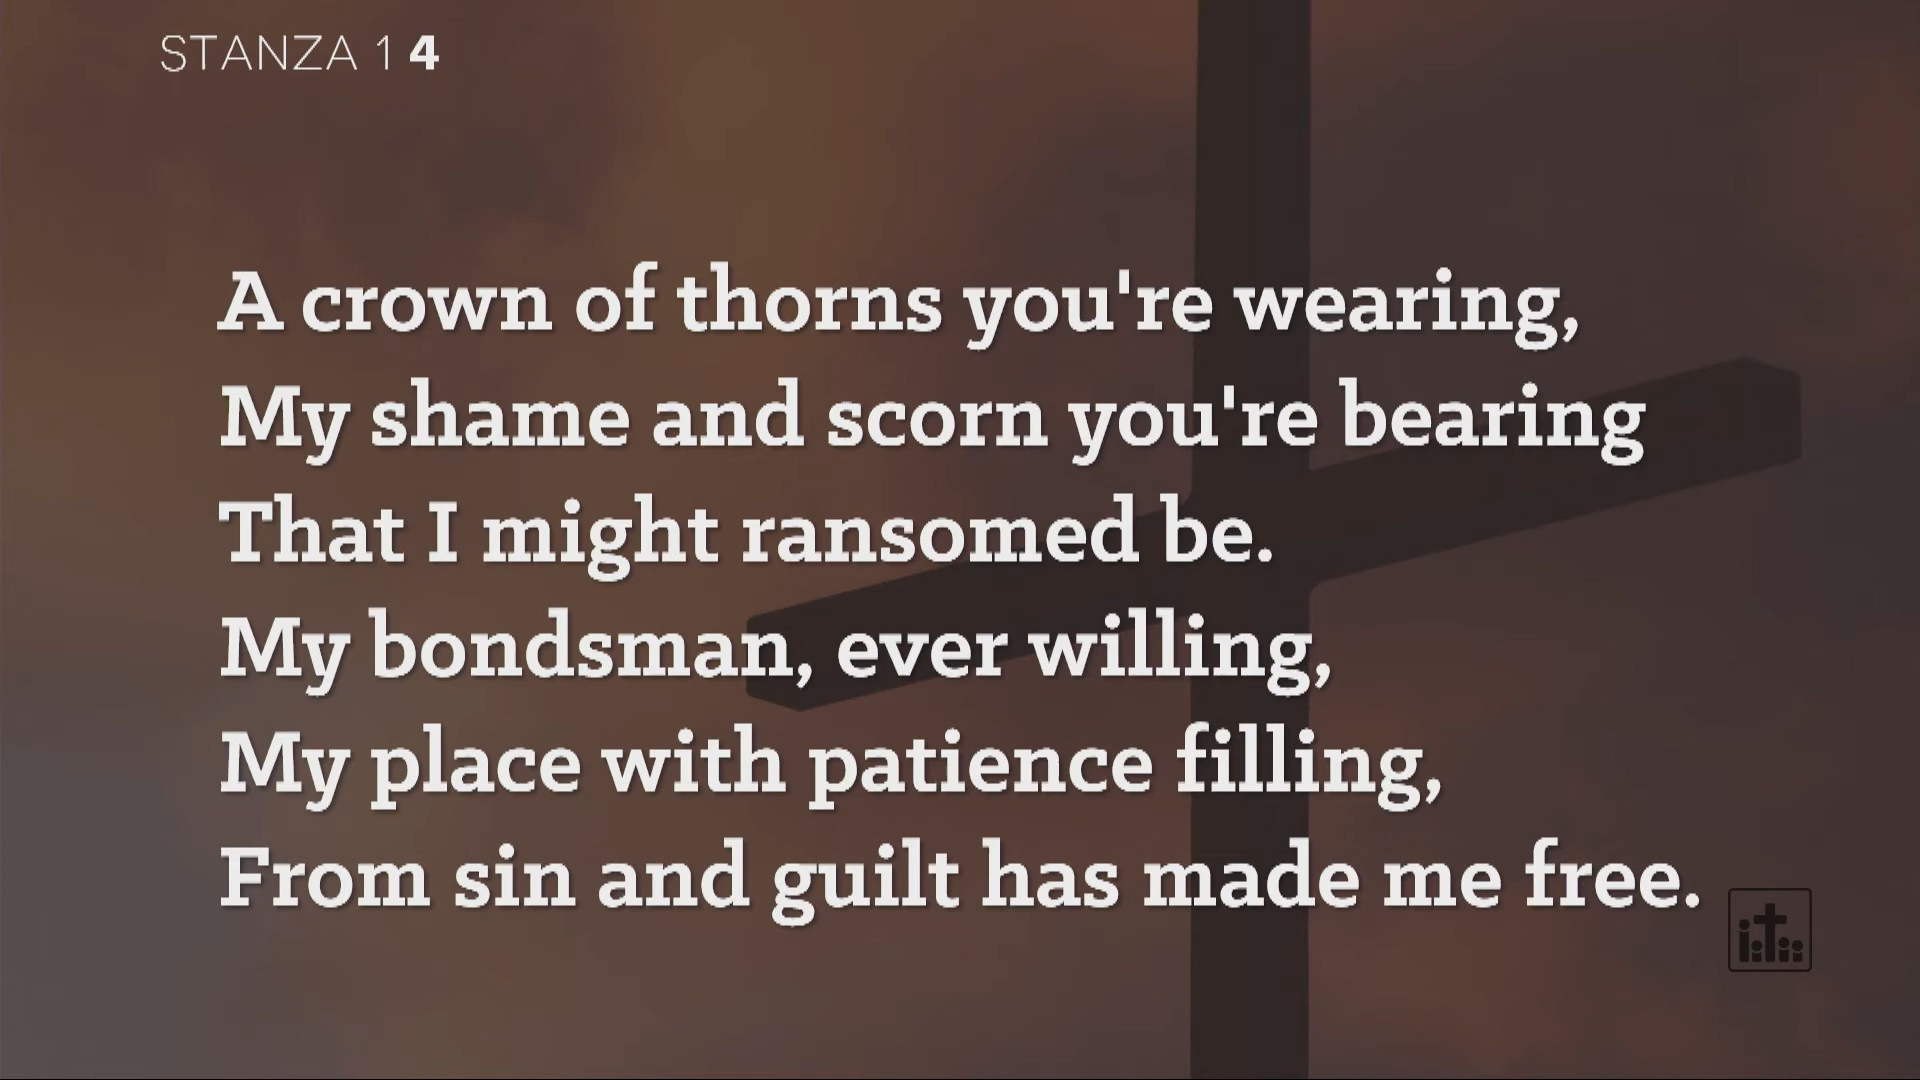 STANZA 1 4
A crown of thorns you're wearing,
My shame and scorn you're bearing
That I might ransomed be.
My bondsman, ever willing,
My place with patience filling,
From sin and guilt has made me free.